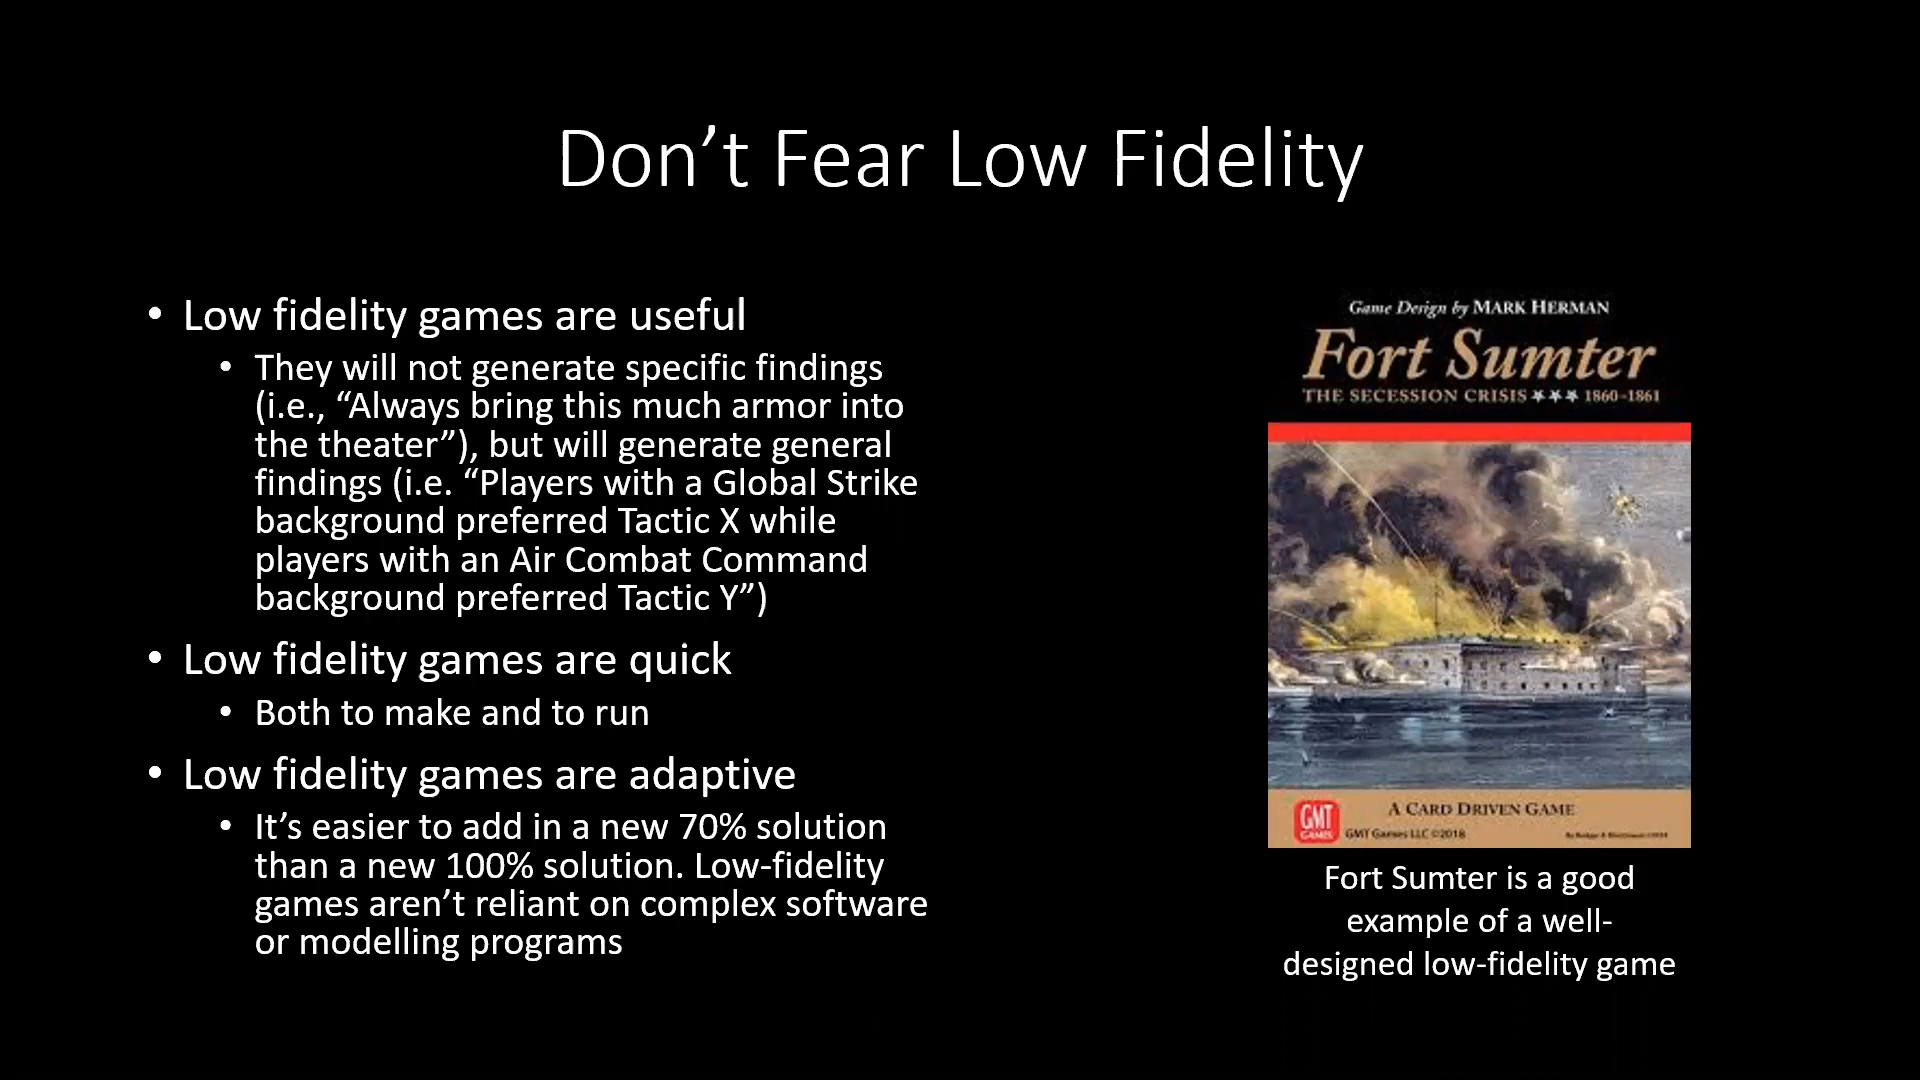 Don’t Fear Low Fidelity
• Low fidelity games are useful
• They will not generate specific findings
(i.e., “Always bring this much armor into
the theater”), but will generate general
findings (i.e. “Players with a Global Strike
background preferred Tactic X while
players with an Air Combat Command
background preferred Tactic Y”)
• Low fidelity games are quick
• Both to make and to run
• Low fidelity games are adaptive
• It’s easier to add in a new 70% solution
than a new 100% solution. Low-fidelity
games aren’t reliant on complex software
or modelling programs
Game Design by MARK HERMAN
Fort Sumter
THE SECESSION CRISIS ★★★ 1860-1861
A CARD DRIVEN GAME
GMT
GAMES
GMT Games LLC ©2018
Fort Sumter is a good
example of a well-
designed low-fidelity game